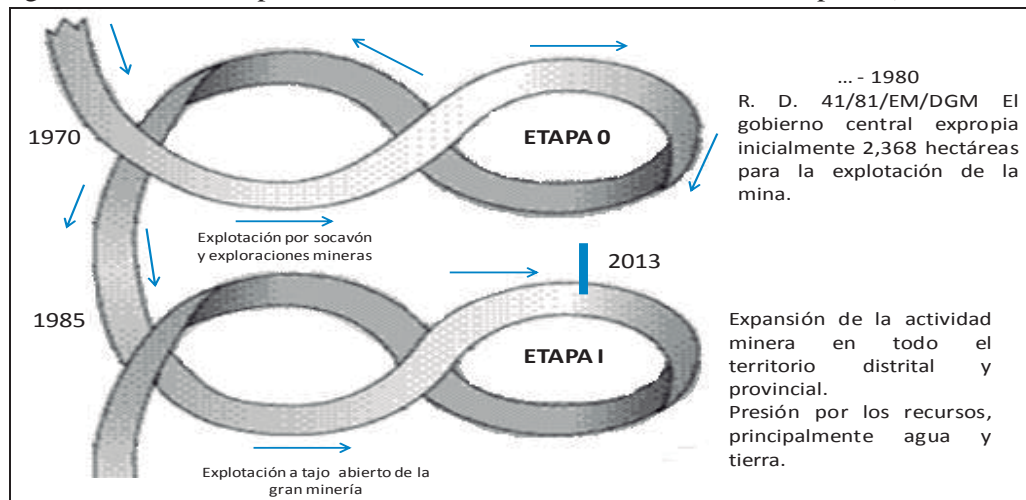 ... - 1980
R. D. 41/81/EM/DGM El
gobierno central expropia
inicialmente 2,368 hectáreas
para la explotación de la
mina.
1970
ETAPA 0
Explotación por socavón
y exploraciones mineras
2013
1985
ETAPA I
Expansión de la actividad
minera en todo el
territorio distrital y
provincial.
Presión por los recursos,
principalmente agua y
tierra.
Explotación a tajo abierto de la
gran minería